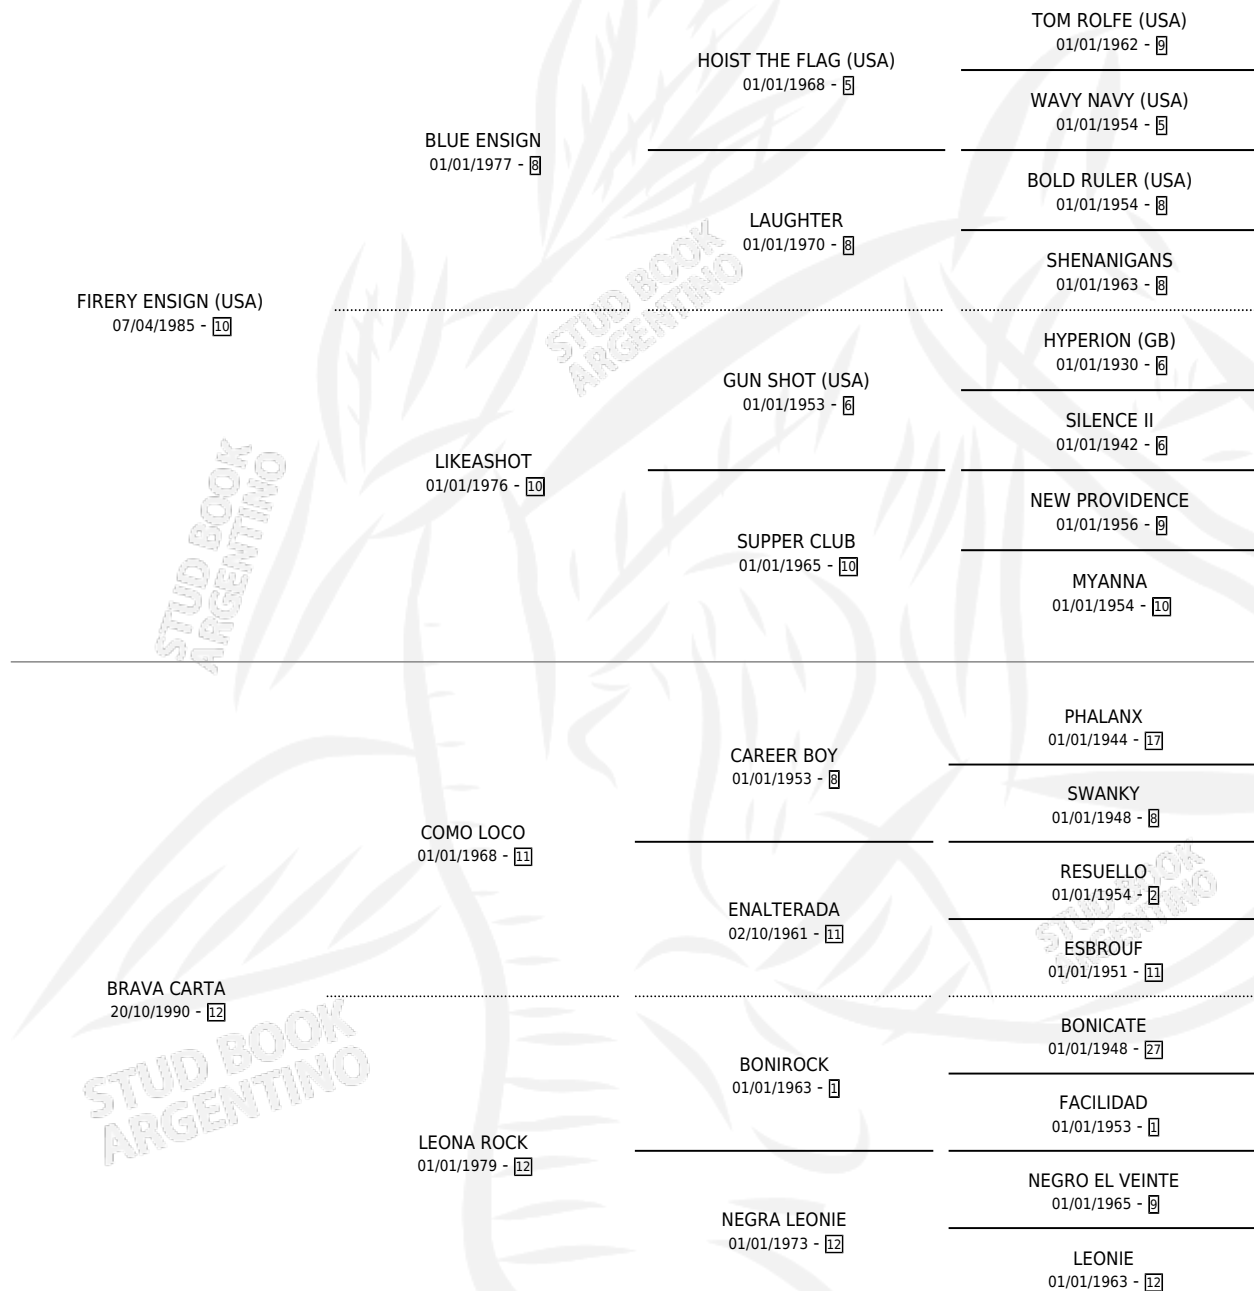 TOM ROLFE (USA)
01/01/1962 - 9
HOIST THE FLAG (USA)
01/01/1968 - 5
WAVY NAVY (USA)
01/01/1954 - 5
BLUE ENSIGN
01/01/1977 - 8
BOLD RULER (USA)
01/01/1954 - 8
LAUGHTER
01/01/1970 - 8
SHENANIGANS
01/01/1963 - 8
FIRERY ENSIGN (USA)
07/04/1985 - 10
HYPERION (GB)
01/01/1930 - 6
GUN SHOT (USA)
01/01/1953 - 6
SILENCE II
01/01/1942 - 6
LIKEASHOT
01/01/1976 - 10
NEW PROVIDENCE
01/01/1956 - 9
SUPPER CLUB
01/01/1965 - 10
MYANNA
01/01/1954 - 10
PHALANX
01/01/1944 - 17
CAREER BOY
01/01/1953 - 8
SWANKY
01/01/1948 - 8
COMO LOCO
01/01/1968 - 11
RESUELLO
01/01/1954 - 2
ENALTERADA
02/10/1961 - 11
ESBROUF
01/01/1951 - 11
BRAVA CARTA
20/10/1990 - 12
BONICATE
01/01/1948 - 27
BONIROCK
01/01/1963 - 1
FACILIDAD
01/01/1953 - 1
LEONA ROCK
01/01/1979 - 12
NEGRO EL VEINTE
01/01/1965 - 9
NEGRA LEONIE
01/01/1973 - 12
LEONIE
01/01/1963 - 12
STUD BOOK
ARGENTINO
STUD BOOK
ARGENTINO
STUD BOOK
ARGENTINO
STUD BOOK
ARGENTINO